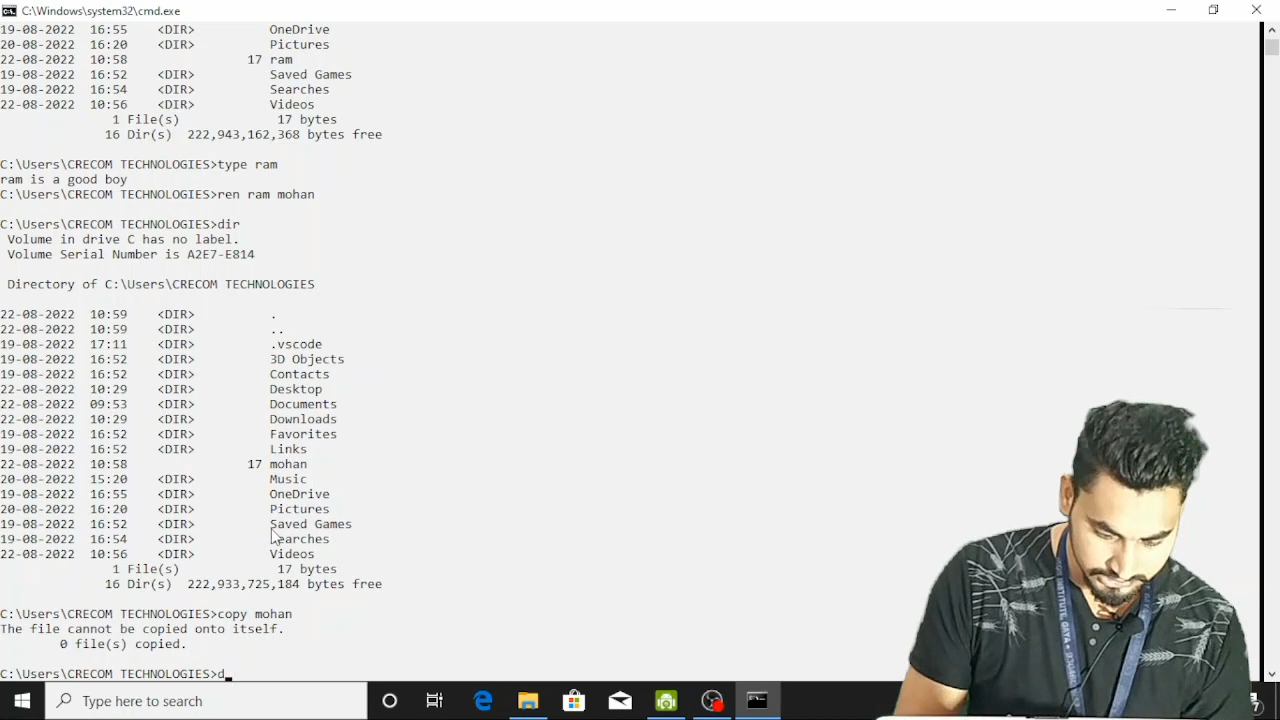 C:\Windows\system32\cmd.exe
19-08-2022  16:55    <DIR>          OneDrive
20-08-2022  16:20    <DIR>          Pictures
22-08-2022  10:58                17 ram
19-08-2022  16:52    <DIR>          Saved Games
19-08-2022  16:54    <DIR>          Searches
22-08-2022  10:56    <DIR>          Videos
1 File(s)             17 bytes
16 Dir(s)  222,943,162,368 bytes free
C:\Users\CRECOM TECHNOLOGIES>type ram
ram is a good boy
C:\Users\CRECOM TECHNOLOGIES>ren ram mohan
C:\Users\CRECOM TECHNOLOGIES>dir
Volume in drive C has no label.
Volume Serial Number is A2E7-E814
Directory of C:\Users\CRECOM TECHNOLOGIES
22-08-2022  10:59    <DIR>          .
22-08-2022  10:59    <DIR>          ..
19-08-2022  17:11    <DIR>          .vscode
19-08-2022  16:52    <DIR>          3D Objects
19-08-2022  16:52    <DIR>          Contacts
22-08-2022  10:29    <DIR>          Desktop
22-08-2022  09:53    <DIR>          Documents
22-08-2022  10:29    <DIR>          Downloads
19-08-2022  16:52    <DIR>          Favorites
19-08-2022  16:52    <DIR>          Links
22-08-2022  10:58                17 mohan
20-08-2022  15:20    <DIR>          Music
19-08-2022  16:55    <DIR>          OneDrive
20-08-2022  16:20    <DIR>          Pictures
19-08-2022  16:52    <DIR>          Saved Games
19-08-2022  16:54    <DIR>          Searches
22-08-2022  10:56    <DIR>          Videos
1 File(s)             17 bytes
16 Dir(s)  222,933,725,184 bytes free
C:\Users\CRECOM TECHNOLOGIES>copy mohan
The file cannot be copied onto itself.
0 file(s) copied.
C:\Users\CRECOM TECHNOLOGIES>d_
Type here to search